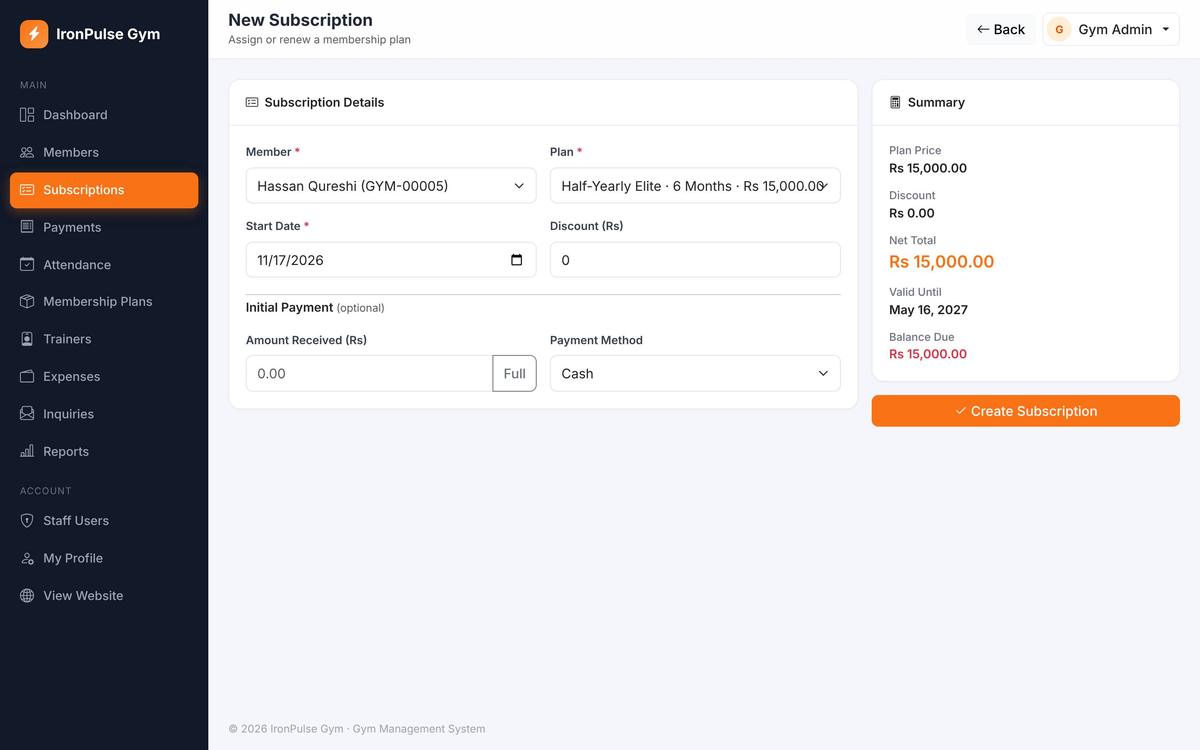 IronPulse Gym
MAIN
Dashboard
Members
Subscriptions
Payments
Attendance
Membership Plans
Trainers
Expenses
Inquiries
Reports
ACCOUNT
Staff Users
My Profile
View Website
New Subscription
Assign or renew a membership plan
← Back
G Gym Admin
Subscription Details
Member * Plan *
Hassan Qureshi (GYM-00005) Half-Yearly Elite · 6 Months · Rs 15,000.00
Start Date * Discount (Rs)
11/17/2026 0
Initial Payment (optional)
Amount Received (Rs) Payment Method
0.00 Full Cash
Summary
Plan Price
Rs 15,000.00
Discount
Rs 0.00
Net Total
Rs 15,000.00
Valid Until
May 16, 2027
Balance Due
Rs 15,000.00
Create Subscription
© 2026 IronPulse Gym · Gym Management System